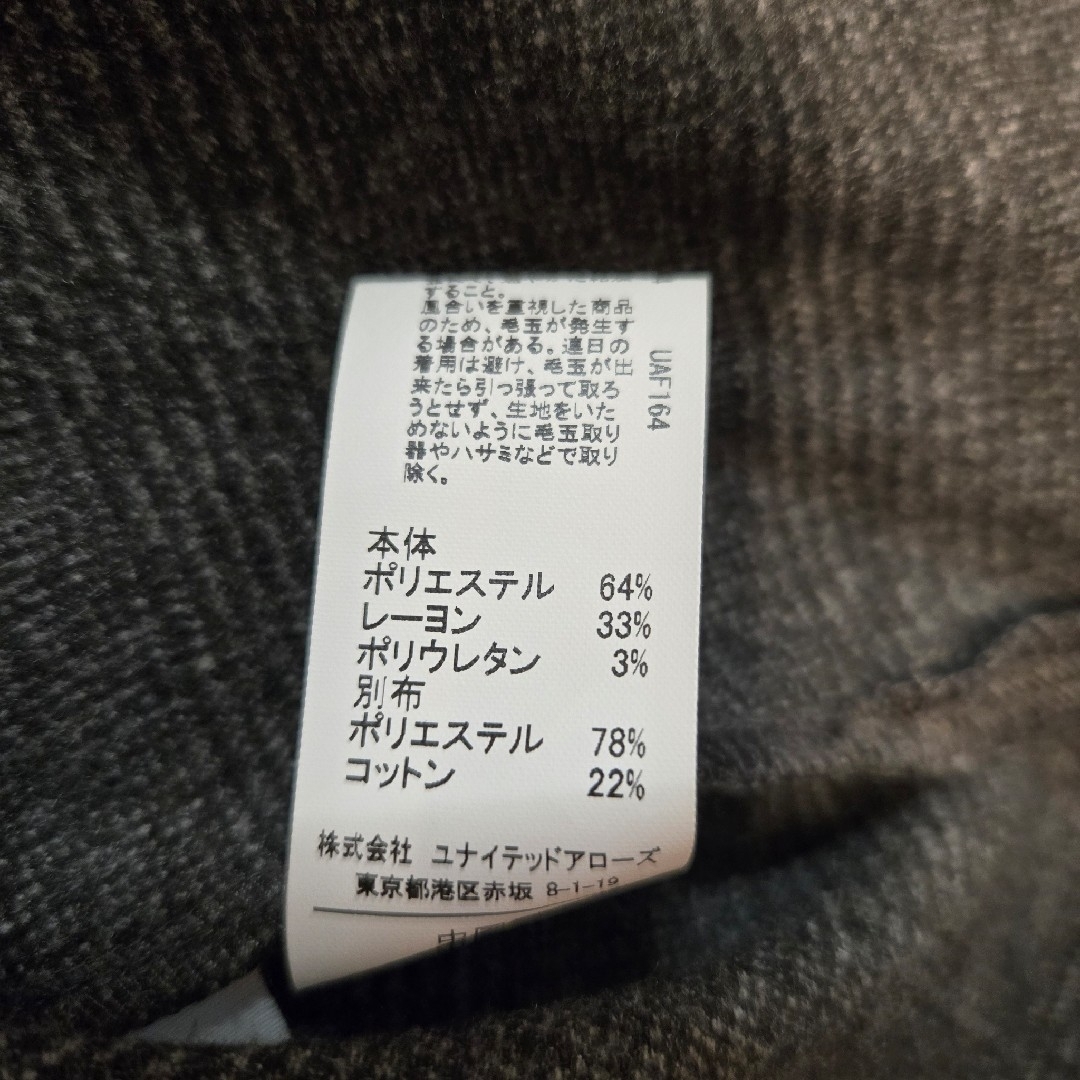 すること。
風合いを重視した商品
のため、毛玉が発生す
る場合がある。連日の
着用は避け、毛玉が出
来たら引っ張って取ろ
うとせず、生地をいた
めないように毛玉取り
器やハサミなどで取り
除く。
UAF164
本体
ポリエステル 64%
レーヨン 33%
ポリウレタン 3%
別布
ポリエステル 78%
コットン 22%
株式会社 ユナイテッドアローズ
東京都港区赤坂 8-1-19